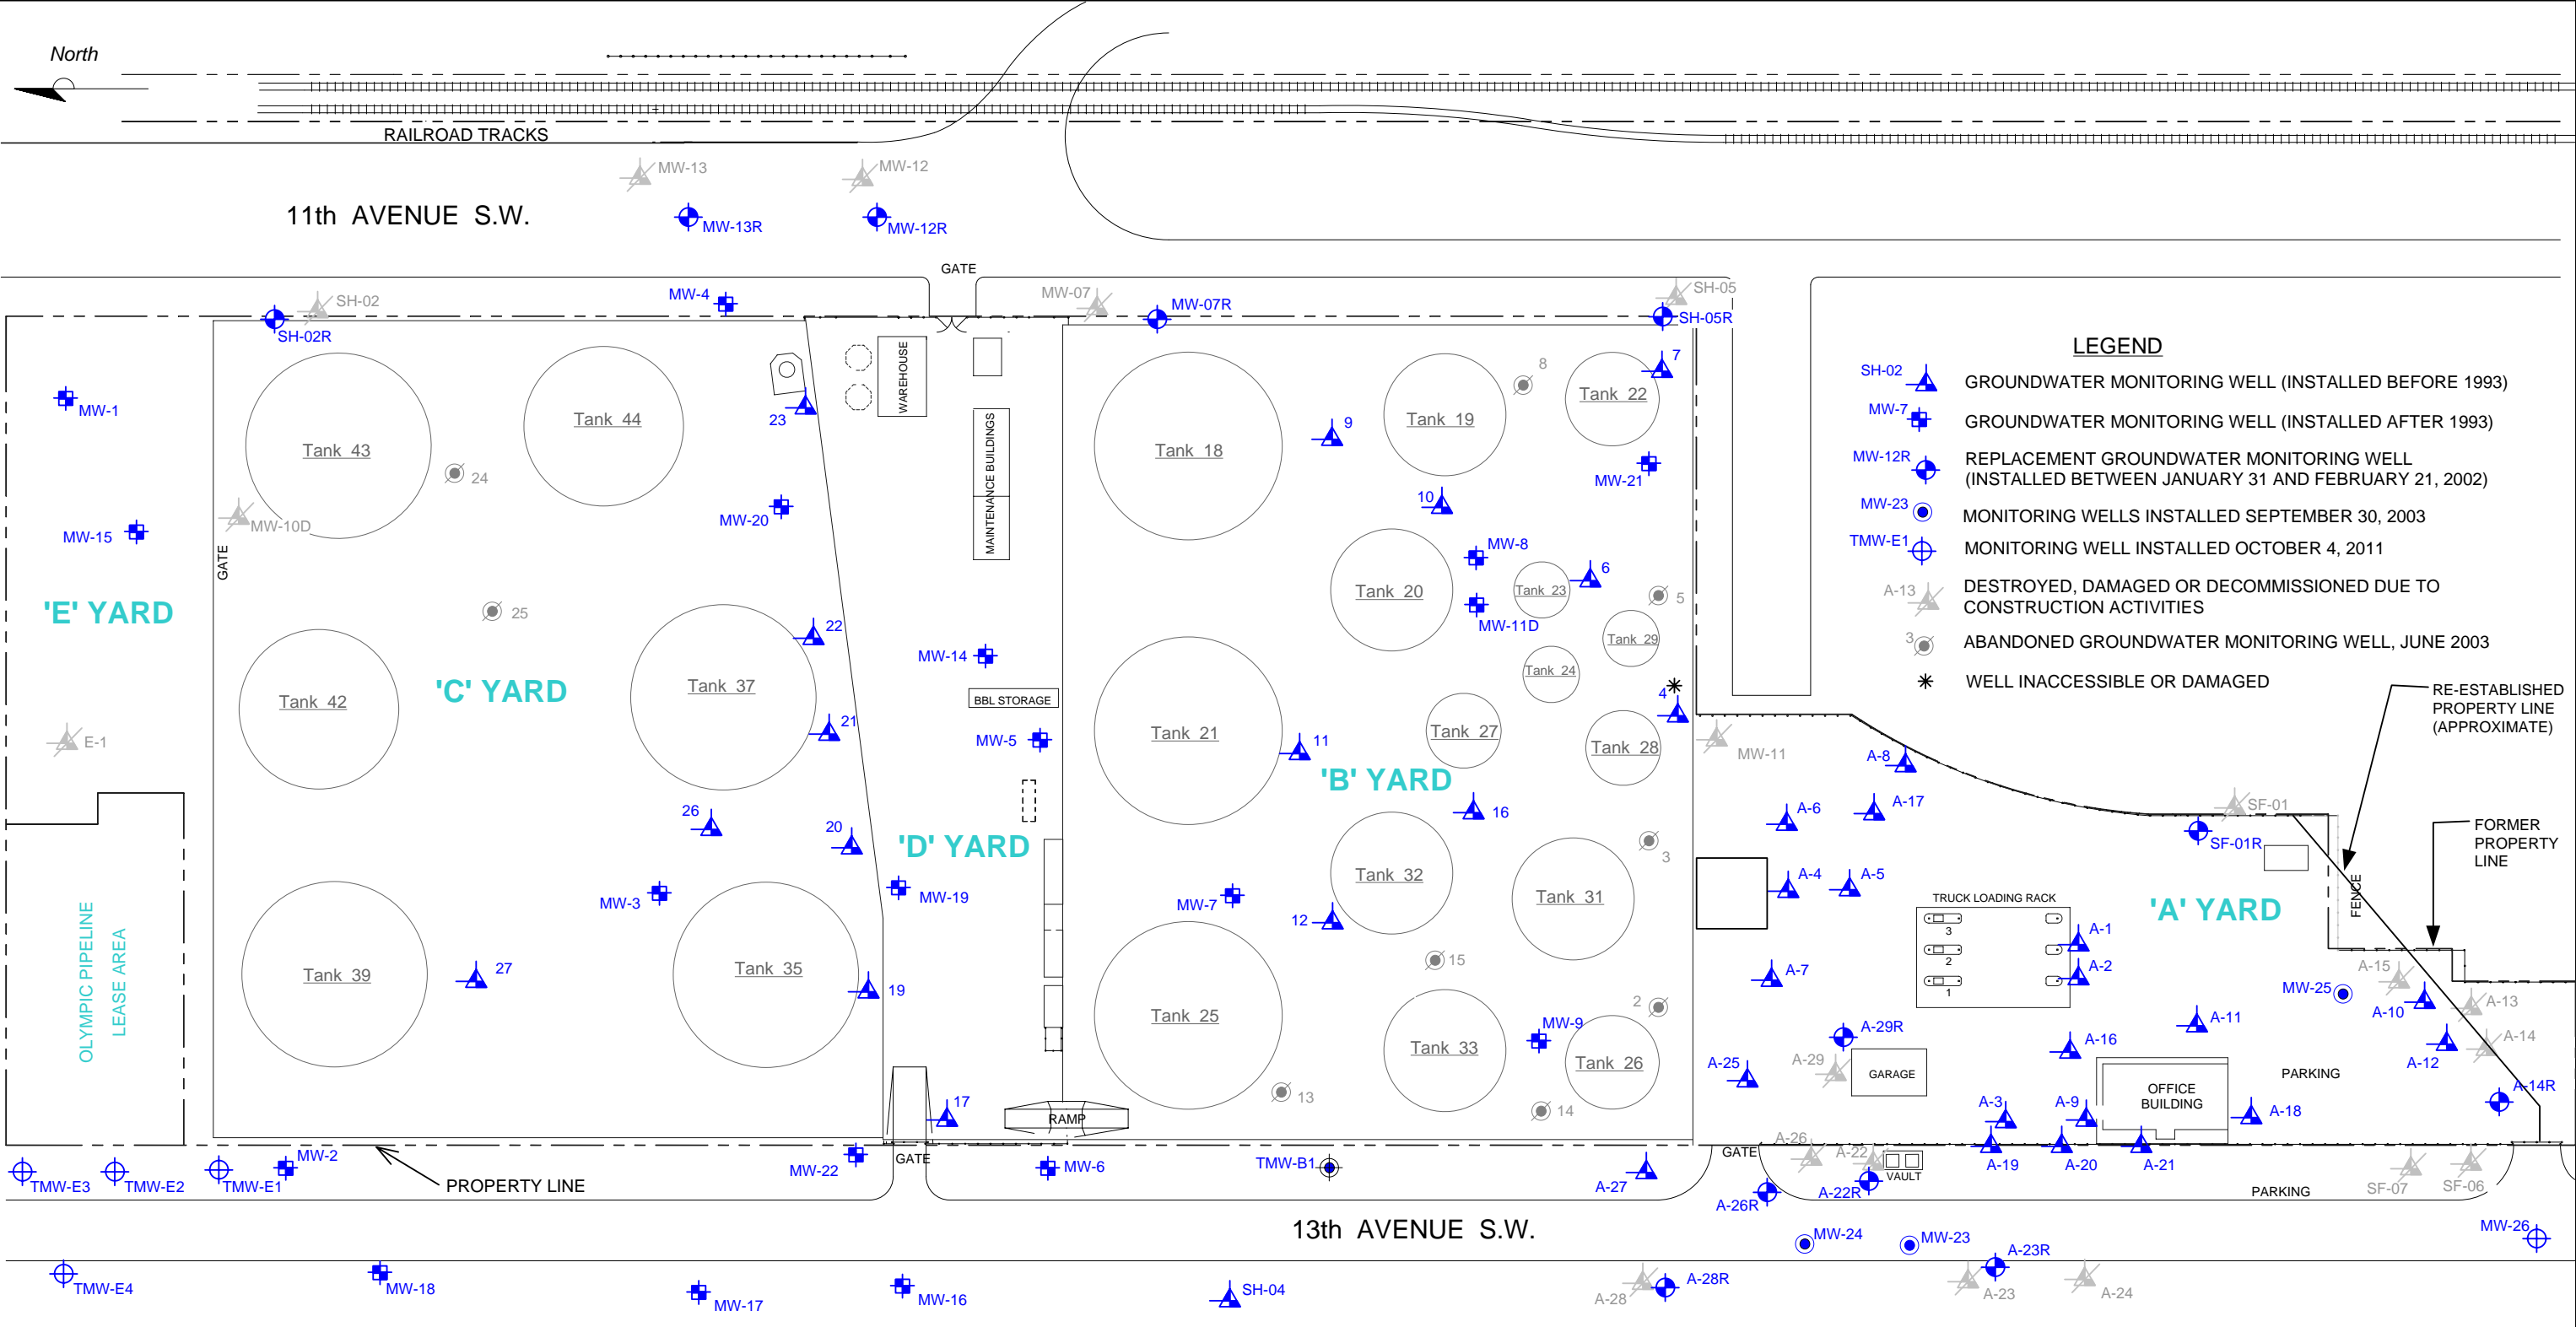 North
RAILROAD TRACKS
MW-13
MW-12
11th AVENUE S.W.
MW-13R
MW-12R
GATE
SH-02
MW-4
MW-07
MW-07R
SH-05
SH-02R
SH-05R
LEGEND
SH-02
GROUNDWATER MONITORING WELL (INSTALLED BEFORE 1993)
MW-7
GROUNDWATER MONITORING WELL (INSTALLED AFTER 1993)
MW-12R
REPLACEMENT GROUNDWATER MONITORING WELL
(INSTALLED BETWEEN JANUARY 31 AND FEBRUARY 21, 2002)
MW-23
MONITORING WELLS INSTALLED SEPTEMBER 30, 2003
TMW-E1
MONITORING WELL INSTALLED OCTOBER 4, 2011
A-13
DESTROYED, DAMAGED OR DECOMMISSIONED DUE TO
CONSTRUCTION ACTIVITIES
3
ABANDONED GROUNDWATER MONITORING WELL, JUNE 2003
WELL INACCESSIBLE OR DAMAGED
RE-ESTABLISHED
PROPERTY LINE
(APPROXIMATE)
FORMER
PROPERTY
LINE
MW-1
MW-15
'E' YARD
E-1
OLYMPIC PIPELINE
LEASE AREA
Tank 43
Tank 44
24
MW-10D
GATE
25
23
MW-20
Tank 42
'C' YARD
Tank 37
22
21
26
20
MW-3
Tank 39
27
Tank 35
19
WAREHOUSE
MAINTENANCE BUILDINGS
MW-14
BBL STORAGE
MW-5
'D' YARD
MW-19
17
RAMP
Tank 18
9
Tank 19
8
Tank 22
7
MW-21
10
MW-8
Tank 20
Tank 23
6
5
MW-11D
Tank 29
Tank 24
4
Tank 21
11
Tank 27
Tank 28
'B' YARD
16
MW-7
12
Tank 32
Tank 31
3
15
2
Tank 25
Tank 33
MW-9
Tank 26
13
14
MW-11
A-8
A-6
A-17
SF-01
SF-01R
A-4
A-5
TRUCK LOADING RACK
'A' YARD
FENCE
3
2
1
A-1
A-2
A-7
A-15
MW-25
A-10
A-13
A-11
A-29R
A-16
A-12
A-14
A-25
A-29
GARAGE
OFFICE
BUILDING
PARKING
A-14R
A-3
A-9
A-18
A-19
A-20
A-21
TMW-E3
TMW-E2
TMW-E1
MW-2
PROPERTY LINE
MW-22
GATE
MW-6
TMW-B1
A-27
GATE
A-26
A-22
VAULT
A-22R
A-26R
PARKING
SF-07
SF-06
13th AVENUE S.W.
MW-24
MW-23
MW-26
TMW-E4
MW-18
MW-17
MW-16
SH-04
A-28
A-28R
A-23R
A-23
A-24